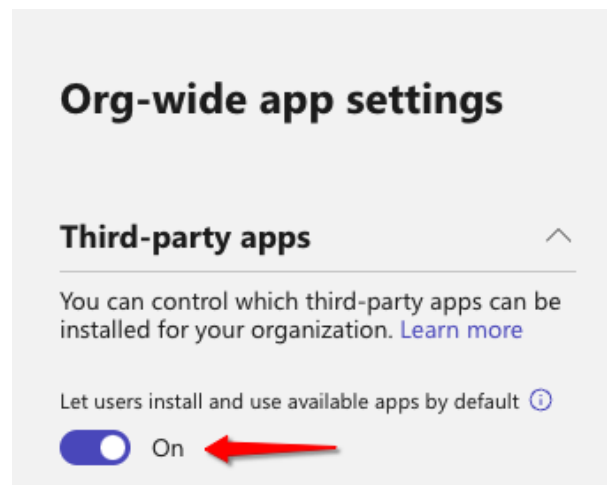 Org-wide app settings
Third-party apps
You can control which third-party apps can be
installed for your organization. Learn more
Let users install and use available apps by default
On